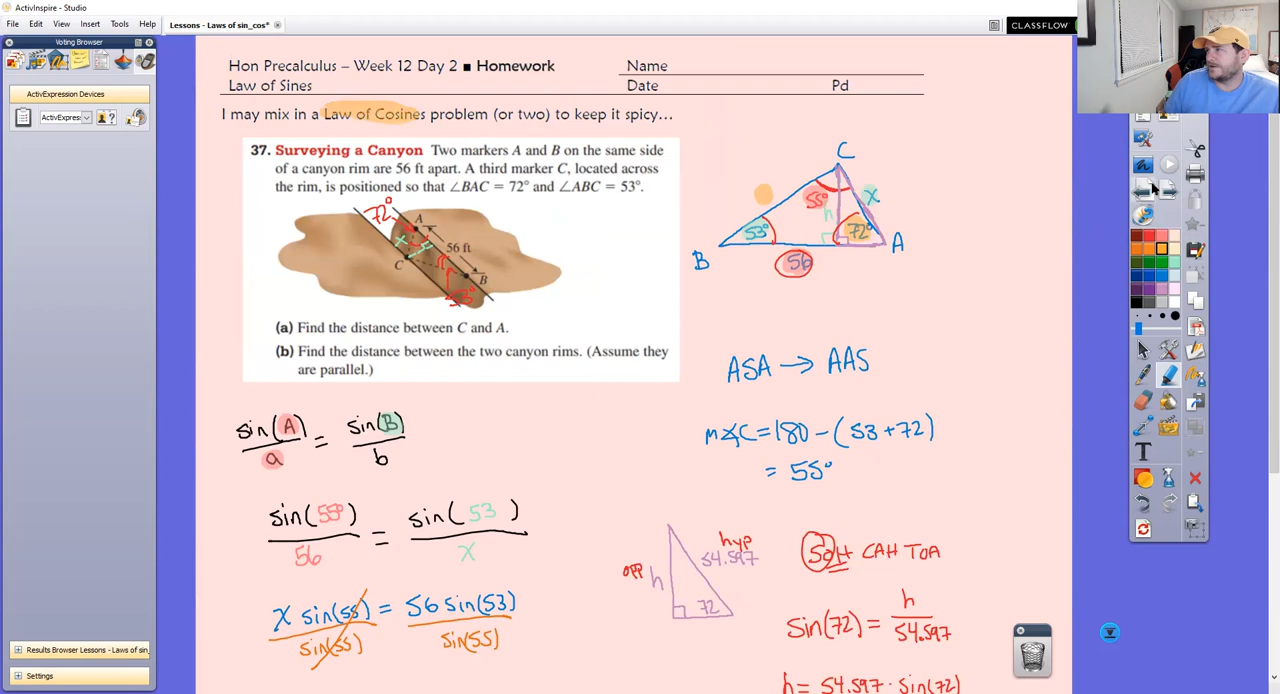 ActivInspire - Studio
File Edit View Insert Tools Help
Lessons - Laws of sin_cos*
CLASSFLOW
Voting Browser
ActivExpression Devices
ActivExpres
Results Browser Lessons - Laws of sin_
Settings
Hon Precalculus – Week 12 Day 2 ■ Homework
Name
Law of Sines
Date
Pd
I may mix in a Law of Cosines problem (or two) to keep it spicy...
37. Surveying a Canyon Two markers A and B on the same side
of a canyon rim are 56 ft apart. A third marker C, located across
the rim, is positioned so that ∠BAC = 72° and ∠ABC = 53°.
72°
A
x
56 ft
C
B
53°
(a) Find the distance between C and A.
(b) Find the distance between the two canyon rims. (Assume they
are parallel.)
C
55°
x
h
53°
72°
B
A
56
ASA → AAS
m∡C = 180 − (53 + 72)
= 55°
sin(A)/a = sin(B)/b
sin(55°)/56 = sin(53)/x
x sin(55)/sin(55) = 56 sin(53)/sin(55)
hyp
54.597
opp
h
72
SOH CAH TOA
sin(72) = h/54.597
h = 54.597 · sin(72)